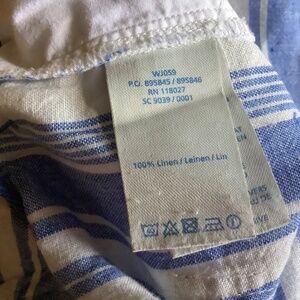 WJ059
P.O/. 895845 / 895846
RN 118027
SC 9039 / 0001
100% Linen / Leinen / Lin